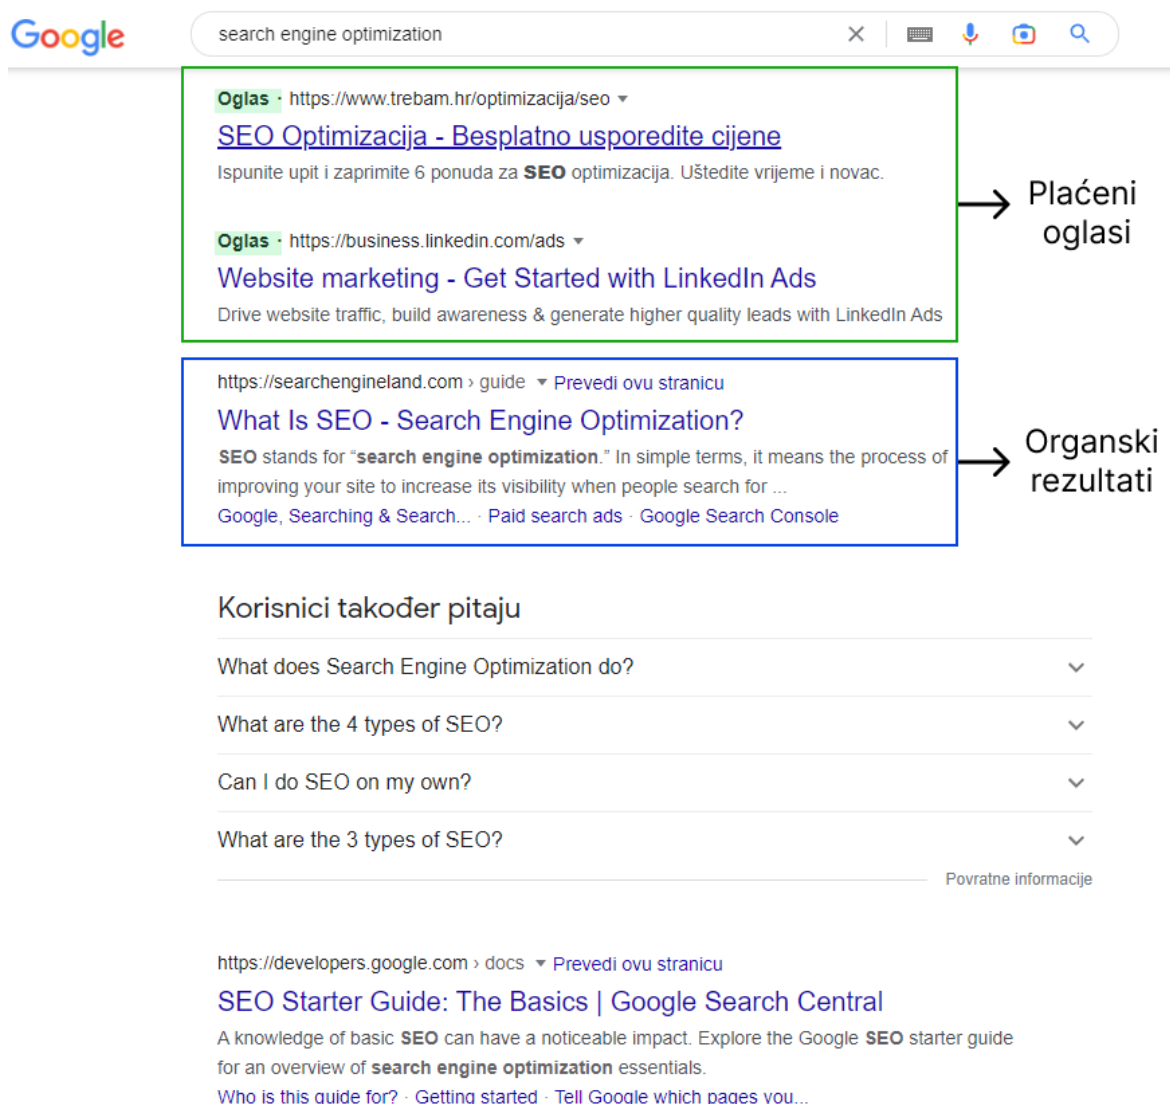 Google
search engine optimization
Oglas · https://www.trebam.hr/optimizacija/seo
SEO Optimizacija - Besplatno usporedite cijene
Ispunite upit i zaprimite 6 ponuda za SEO optimizacija. Uštedite vrijeme i novac.
Oglas · https://business.linkedin.com/ads
Website marketing - Get Started with LinkedIn Ads
Drive website traffic, build awareness & generate higher quality leads with LinkedIn Ads
Plaćeni
oglasi
https://searchengineland.com › guide Prevedi ovu stranicu
What Is SEO - Search Engine Optimization?
SEO stands for “search engine optimization.” In simple terms, it means the process of
improving your site to increase its visibility when people search for ...
Google, Searching & Search... · Paid search ads · Google Search Console
Organski
rezultati
Korisnici također pitaju
What does Search Engine Optimization do?
What are the 4 types of SEO?
Can I do SEO on my own?
What are the 3 types of SEO?
Povratne informacije
https://developers.google.com › docs Prevedi ovu stranicu
SEO Starter Guide: The Basics | Google Search Central
A knowledge of basic SEO can have a noticeable impact. Explore the Google SEO starter guide
for an overview of search engine optimization essentials.
Who is this guide for? · Getting started · Tell Google which pages you...